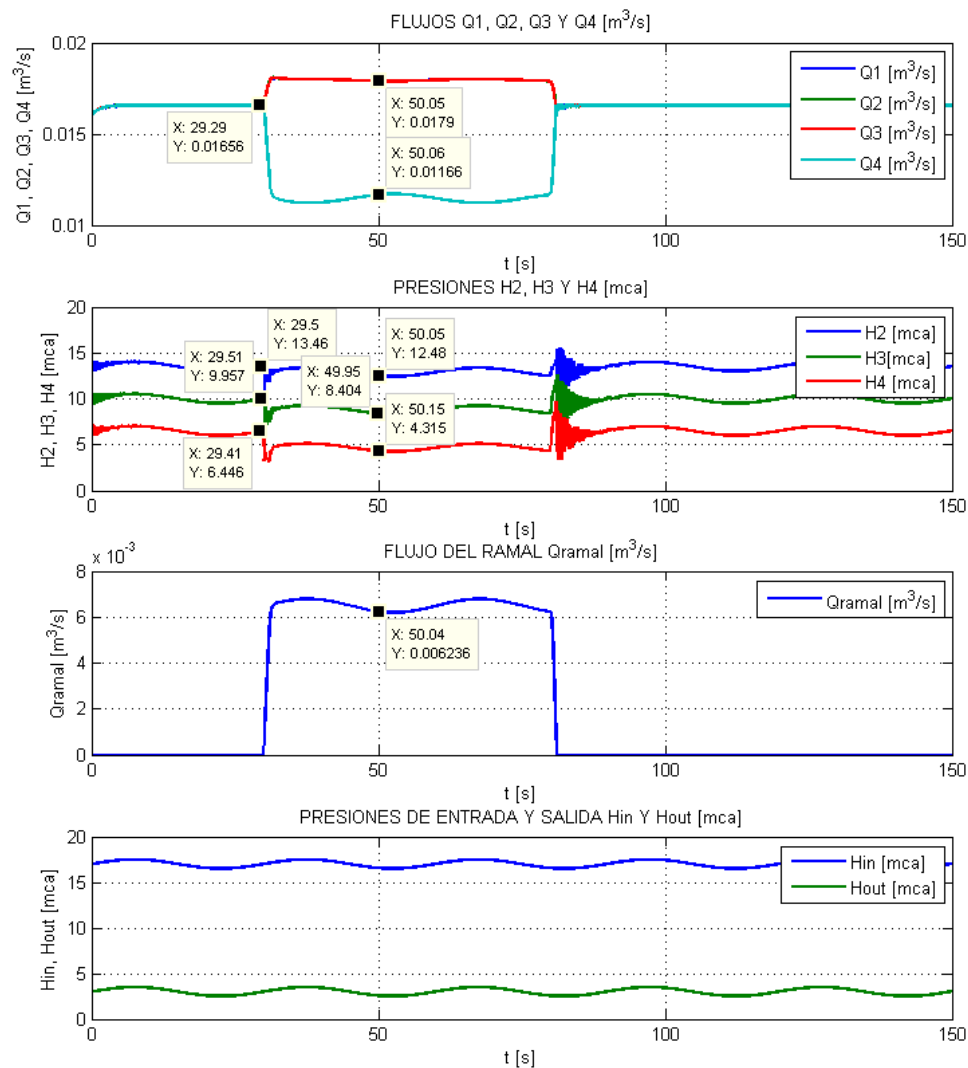 FLUJOS Q1, Q2, Q3 Y Q4 [m³/s]
Q1, Q2, Q3, Q4 [m³/s]
0.02
0.015
0.01
X: 29.29
Y: 0.01656
X: 50.05
Y: 0.0179
X: 50.06
Y: 0.01166
Q1 [m³/s]
Q2 [m³/s]
Q3 [m³/s]
Q4 [m³/s]
0 50 100 150
t [s]
PRESIONES H2, H3 Y H4 [mca]
H2, H3, H4 [mca]
20
15
10
5
0
X: 29.51
Y: 9.957
X: 29.5
Y: 13.46
X: 49.95
Y: 8.404
X: 50.05
Y: 12.48
X: 50.15
Y: 4.315
X: 29.41
Y: 6.446
H2 [mca]
H3[mca]
H4 [mca]
0 50 100 150
t [s]
x 10⁻³
FLUJO DEL RAMAL Qramal [m³/s]
Qramal [m³/s]
8
6
4
2
0
X: 50.04
Y: 0.006236
Qramal [m³/s]
0 50 100 150
t [s]
PRESIONES DE ENTRADA Y SALIDA Hin Y Hout [mca]
Hin, Hout [mca]
20
15
10
5
0
Hin [mca]
Hout [mca]
0 50 100 150
t [s]